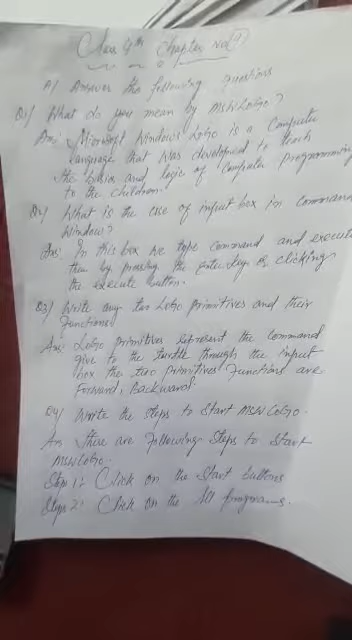 Class 4th Chapter No (9)
A/ Answer the following questions
Q1/ What do you mean by MSWLOGO?
Ans: Microsoft Windows Logo is a Computer
language that was developed to teach
the basics and logic of Computer Programming
to the children.
Q2/ What is the use of input box in Command
Window?
Ans: In this box we type command and execute
them by pressing the Enter key or clicking
the execute button.
Q3/ Write any two Logo Primitives and their
Functions
Ans: Logo primitives represent the command
give to the turtle through the input
box the two primitives Functions are
Forward, Backward
Q4 Write the steps to Start MSWLOGO.
An There are Following Steps to Start
MSWLOGO.
Step 1: Click on the Start buttons
Step 2: Click on the All programs.